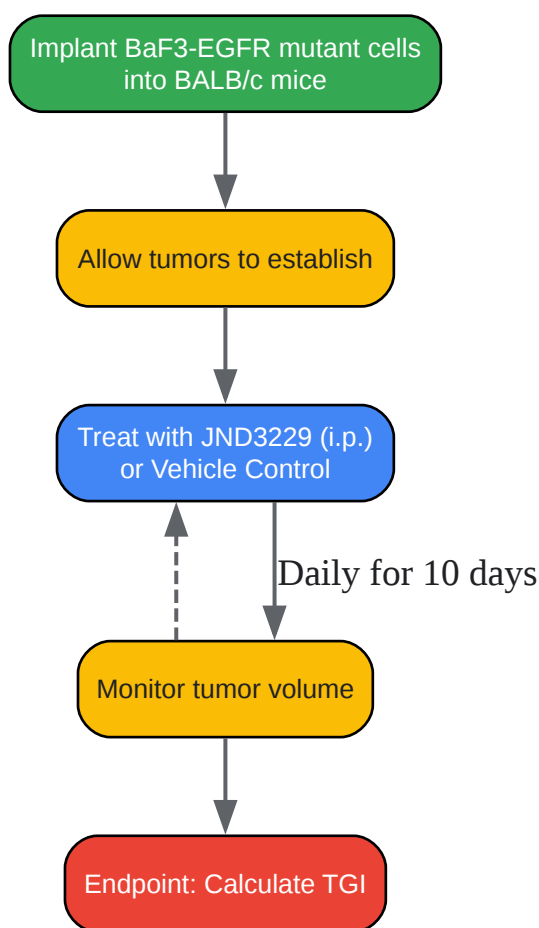 Implant BaF3-EGFR mutant cells
into BALB/c mice
Allow tumors to establish
Treat with JND3229 (i.p.)
or Vehicle Control
Daily for 10 days
Monitor tumor volume
Endpoint: Calculate TGI